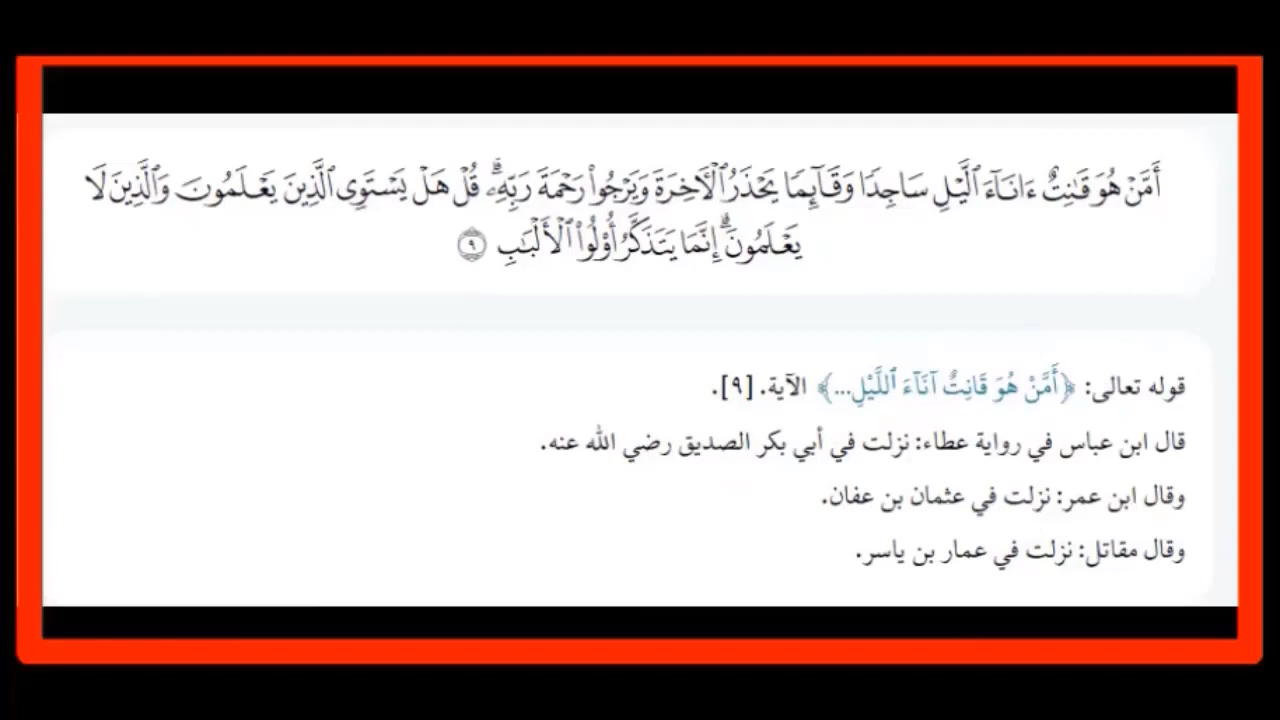 أَمَّنْ هُوَ قَٰنِتٌ ءَانَآءَ ٱلَّيْلِ سَاجِدًا وَقَآئِمًا يَحْذَرُ ٱلْأَخِرَةَ وَيَرْجُوا۟ رَحْمَةَ رَبِّهِۦ ۗ قُلْ هَلْ يَسْتَوِى ٱلَّذِينَ يَعْلَمُونَ وَٱلَّذِينَ لَا
يَعْلَمُونَ ۗ إِنَّمَا يَتَذَكَّرُ أُو۟لُوا۟ ٱلْأَلْبَٰبِ ٩
قوله تعالى: ﴿أَمَّنْ هُوَ قَانِتٌ آنَآءَ ٱللَّيْلِ...﴾ الآية. [٩].
قال ابن عباس في رواية عطاء: نزلت في أبي بكر الصديق رضي الله عنه.
وقال ابن عمر: نزلت في عثمان بن عفان.
وقال مقاتل: نزلت في عمار بن ياسر.